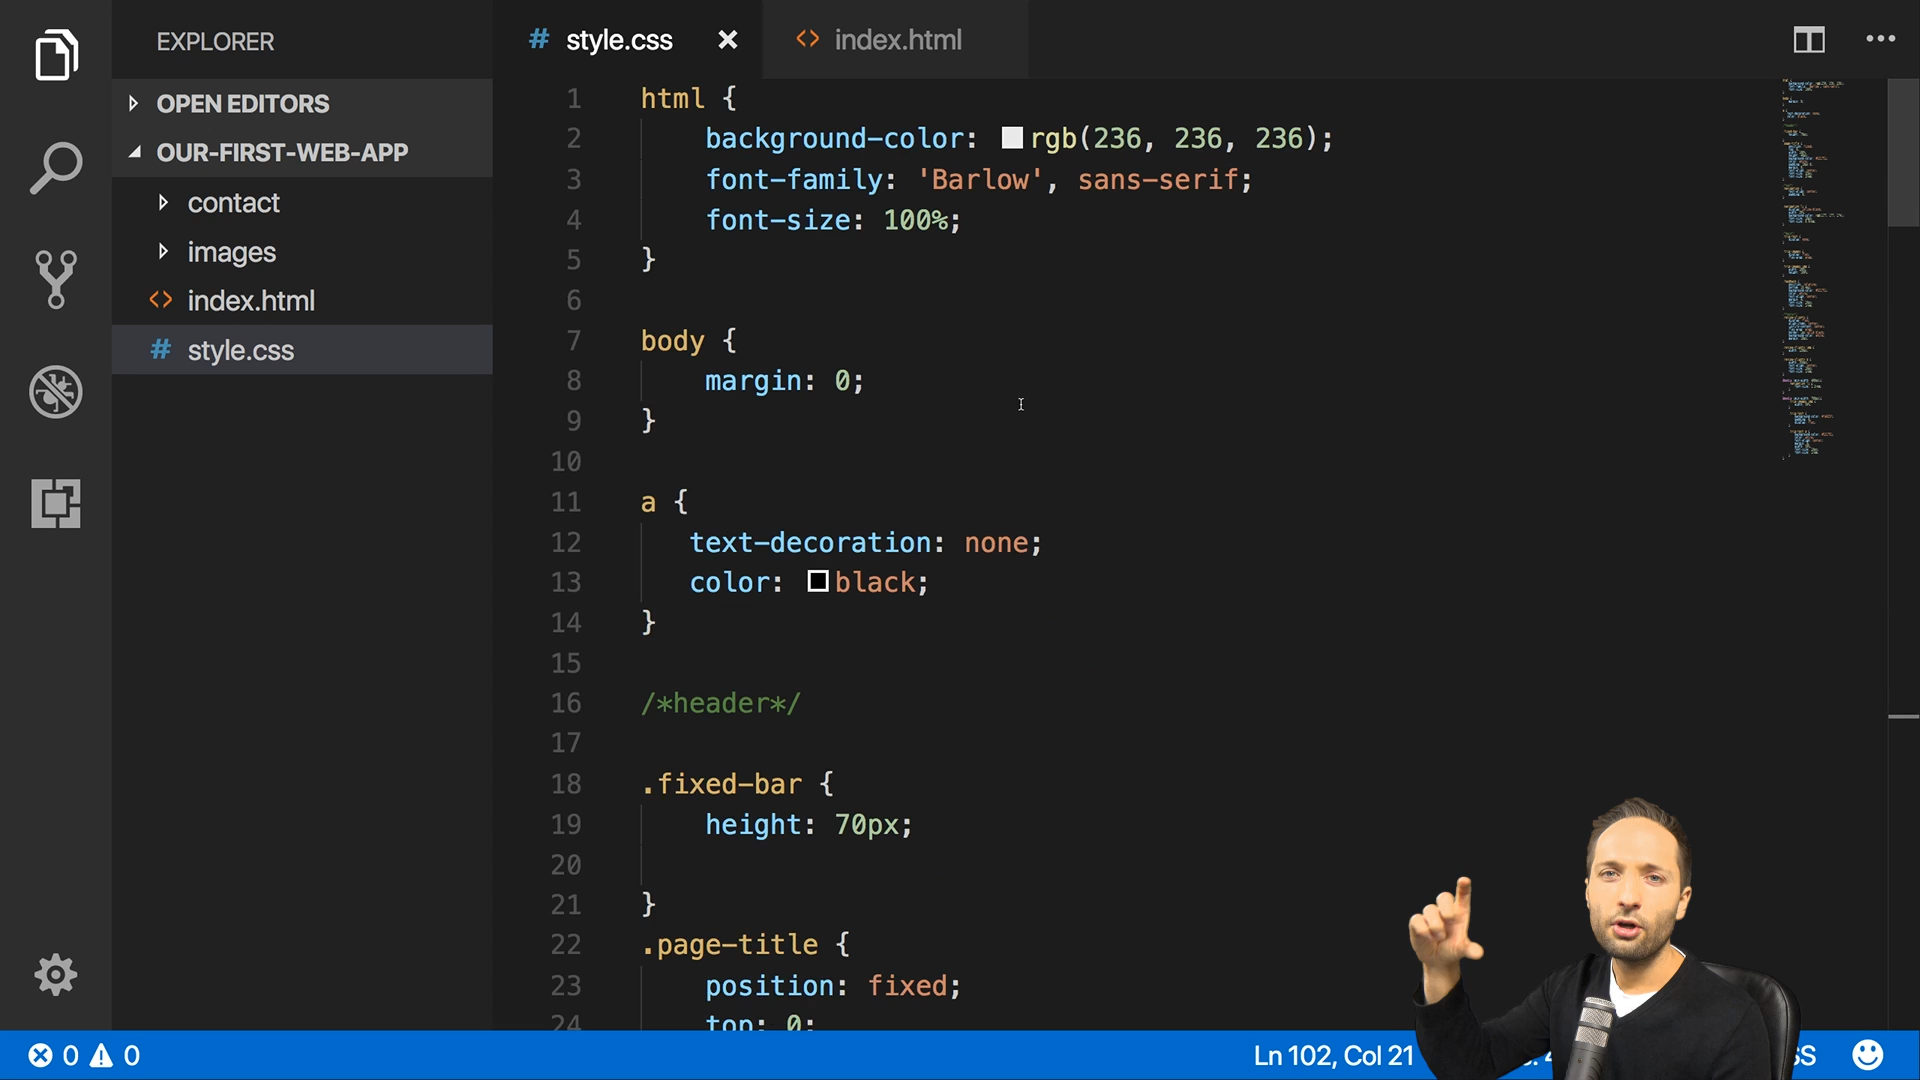 EXPLORER
OPEN EDITORS
OUR-FIRST-WEB-APP
contact
images
<> index.html
# style.css
# style.css ×
<> index.html
1 html {
2 background-color: rgb(236, 236, 236);
3 font-family: 'Barlow', sans-serif;
4 font-size: 100%;
5 }
6
7 body {
8 margin: 0;
9 }
10
11 a {
12 text-decoration: none;
13 color: black;
14 }
15
16 /*header*/
17
18 .fixed-bar {
19 height: 70px;
20
21 }
22 .page-title {
23 position: fixed;
24 top: 0;
0 0
Ln 102, Col 21